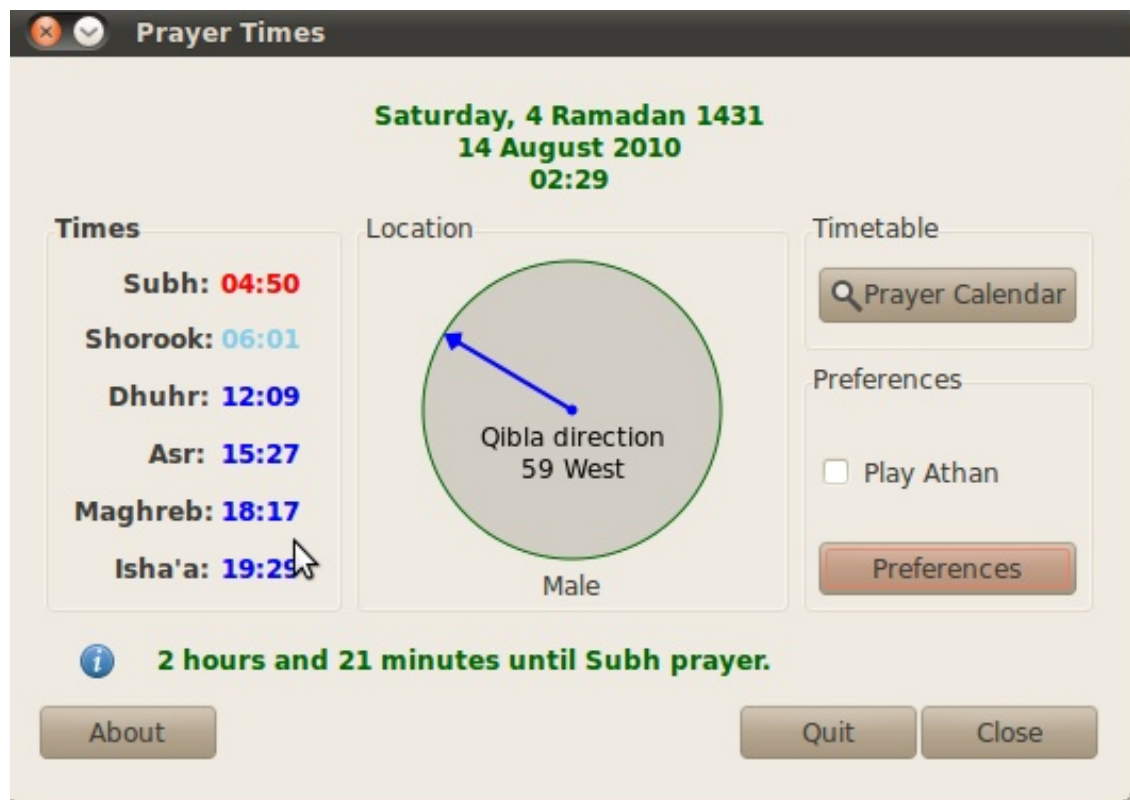 Prayer Times
Saturday, 4 Ramadan 1431
14 August 2010
02:29
Times
Subh: 04:50
Shorook: 06:01
Dhuhr: 12:09
Asr: 15:27
Maghreb: 18:17
Isha'a: 19:29
Location
Qibla direction
59 West
Male
Timetable
Prayer Calendar
Preferences
Play Athan
Preferences
2 hours and 21 minutes until Subh prayer.
About
Quit
Close